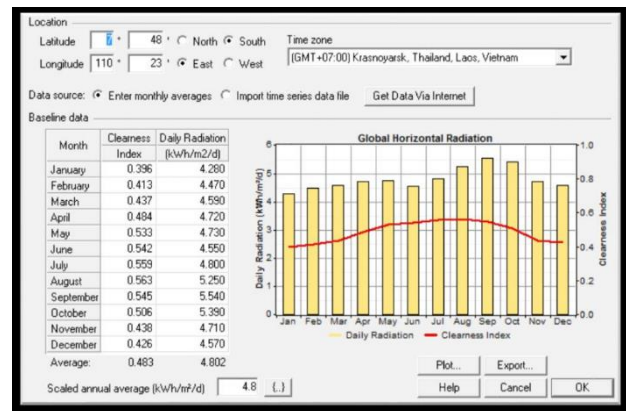 Location
Latitude 7 ° 48 ' North South
Longitude 110 ° 23 ' East West
Time zone
(GMT+07:00) Krasnoyarsk, Thailand, Laos, Vietnam
Data source: Enter monthly averages Import time series data file Get Data Via Internet
Baseline data
Month Clearness Index Daily Radiation (kWh/m2/d)
January 0.396 4.280
February 0.413 4.470
March 0.437 4.590
April 0.484 4.720
May 0.533 4.730
June 0.542 4.550
July 0.559 4.800
August 0.563 5.250
September 0.545 5.540
October 0.506 5.390
November 0.438 4.710
December 0.426 4.570
Average: 0.483 4.802
Scaled annual average (kWh/m²/d) 4.8 {..}
Global Horizontal Radiation
Daily Radiation (kWh/m²/d)
6
5
4
3
2
1
0
Jan Feb Mar Apr May Jun Jul Aug Sep Oct Nov Dec
1.0
0.8
0.6
0.4
0.2
0.0
Clearness Index
Daily Radiation Clearness Index
Plot... Export...
Help Cancel OK